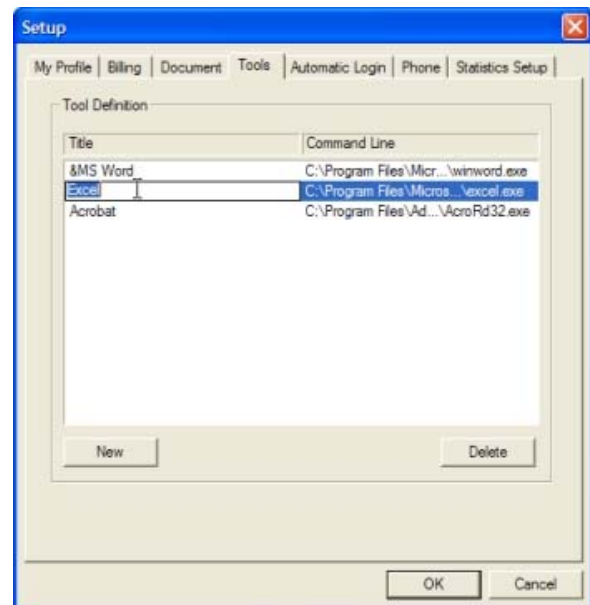 Setup
My Profile Billing Document Tools Automatic Login Phone Statistics Setup
Tool Definition
Title Command Line
&MS Word C:\Program Files\Micr...\winword.exe
Excel C:\Program Files\Micros...\excel.exe
Acrobat C:\Program Files\Ad...\AcroRd32.exe
New Delete
OK Cancel